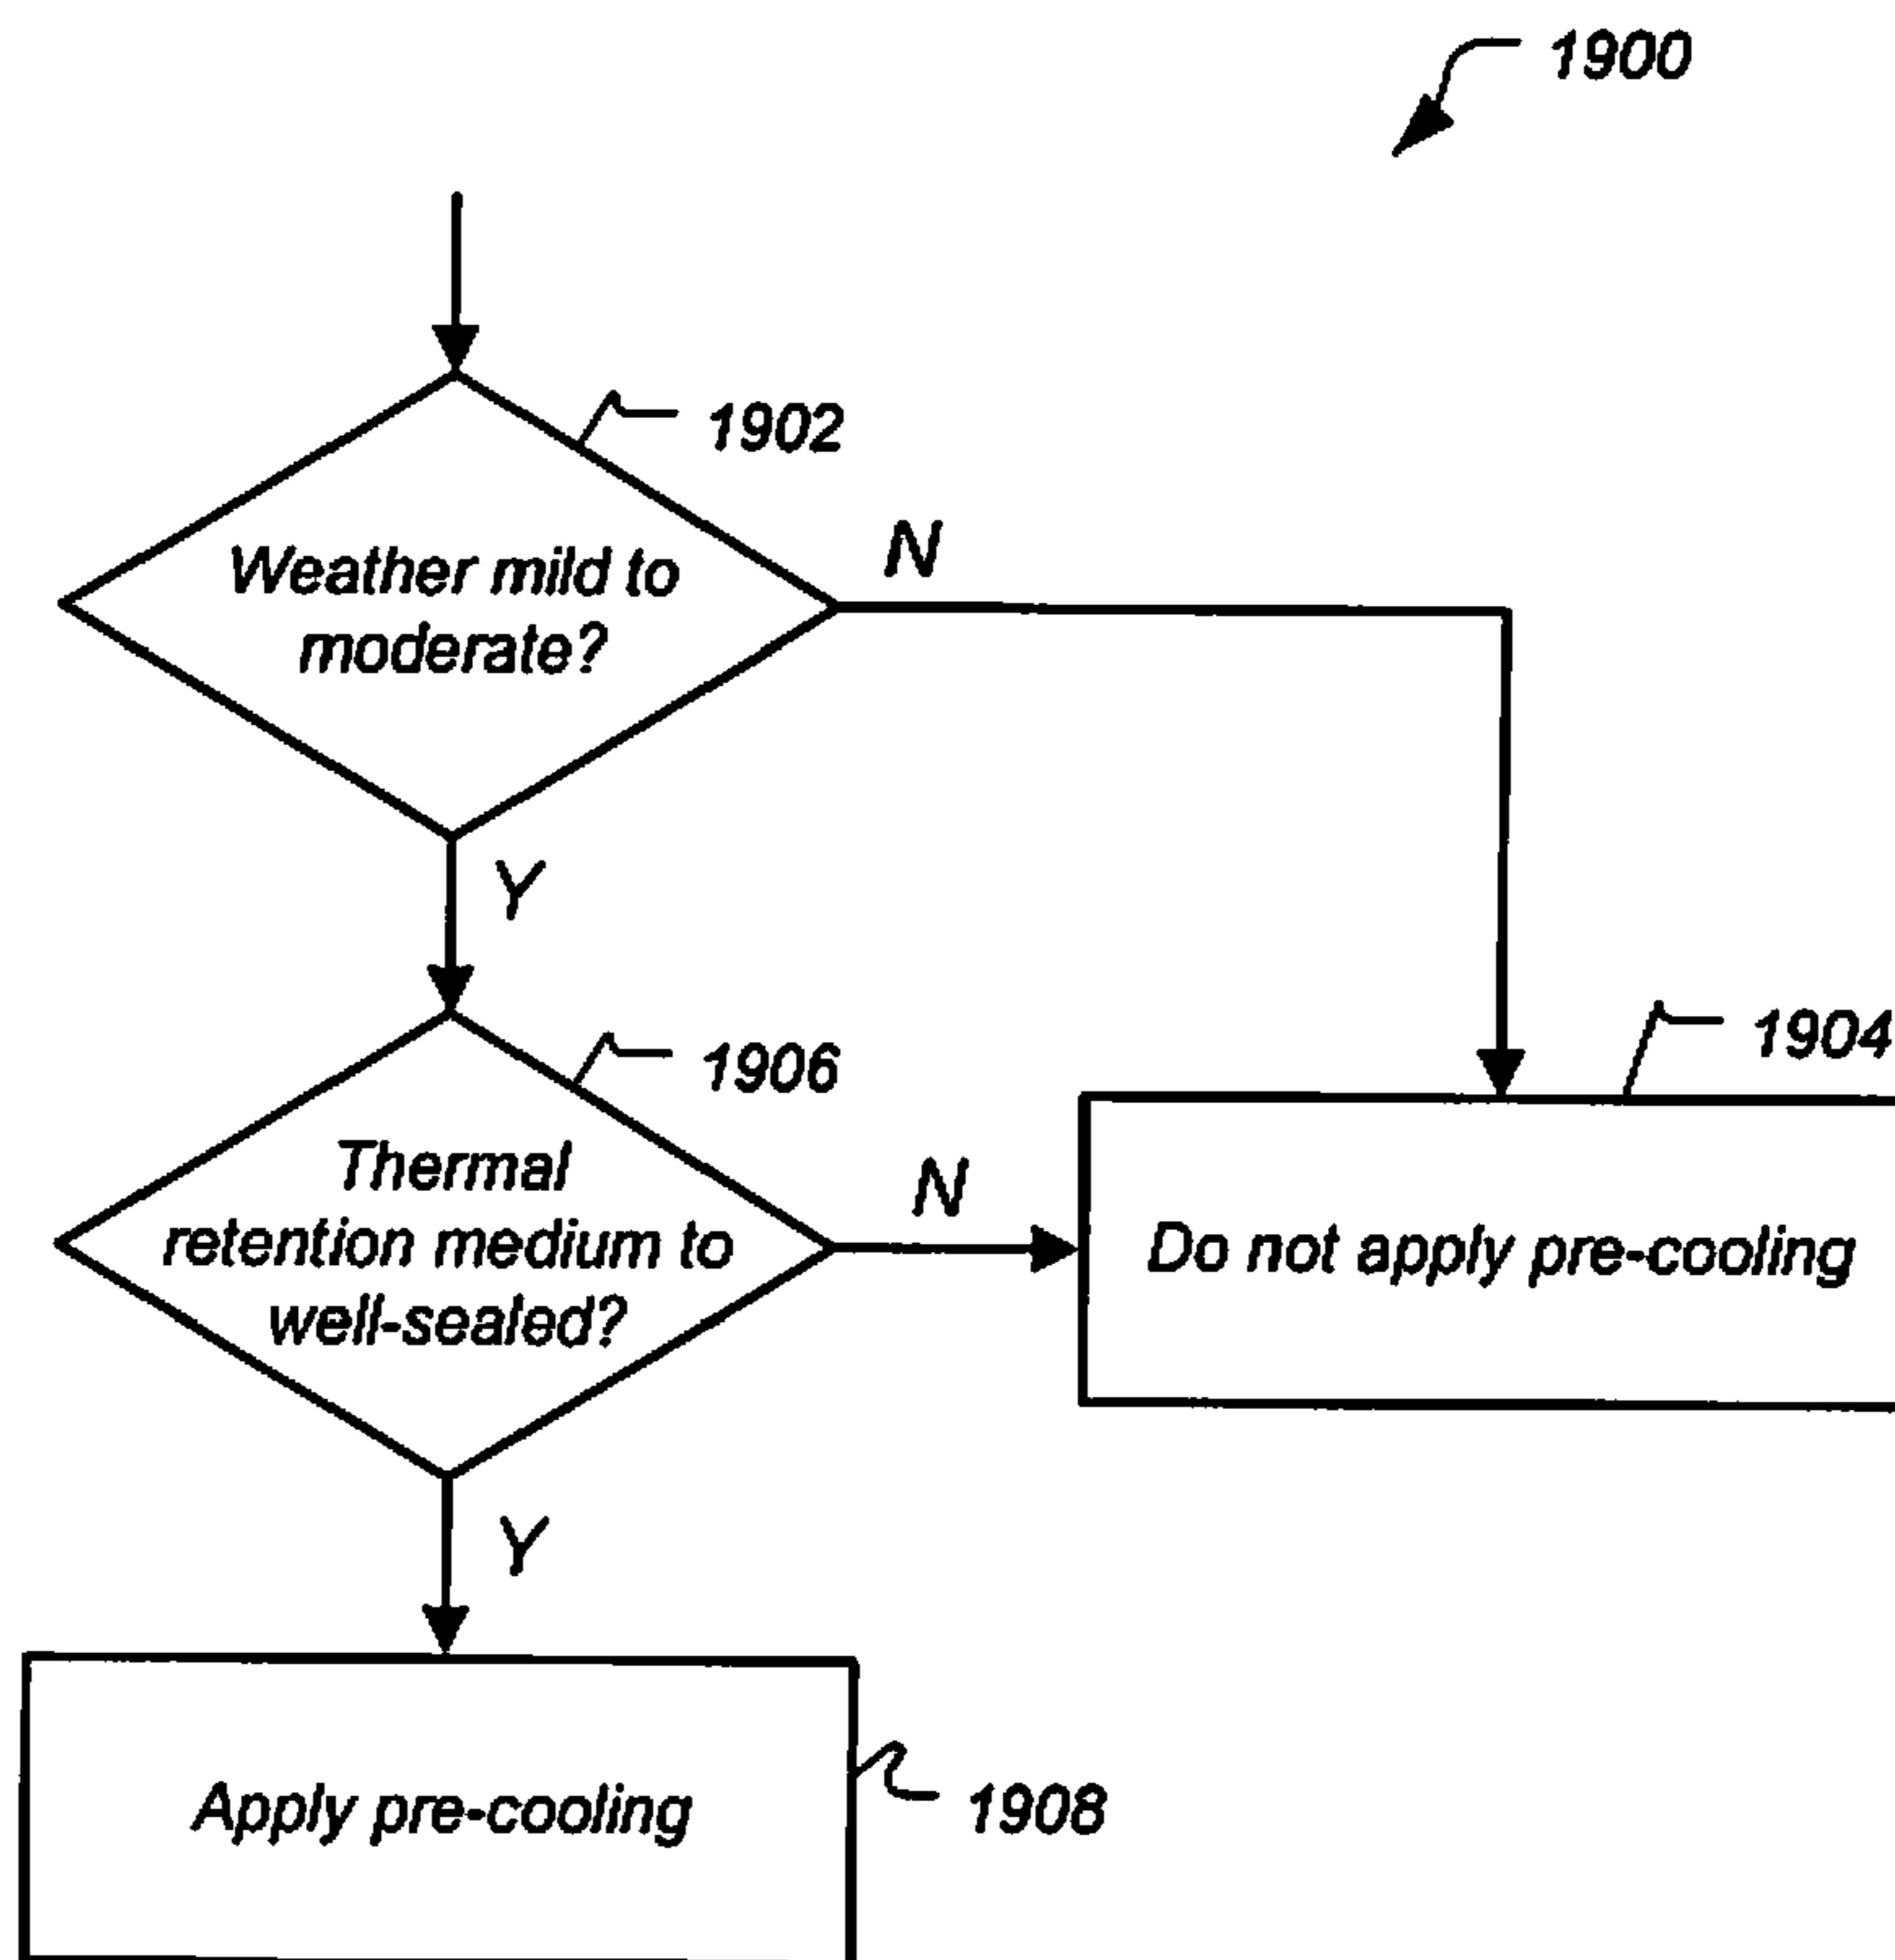 1900
1902
Weather mild to
moderate?
N
Y
1906
1904
Thermal
retention medium to
well-sealed?
N
Do not apply pre-cooling
Y
Apply pre-cooling
1908